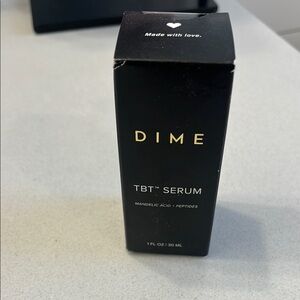 Made with love.
DIME
TBT™ SERUM
MANDELIC ACID + PEPTIDES
1 FL OZ | 30 ML